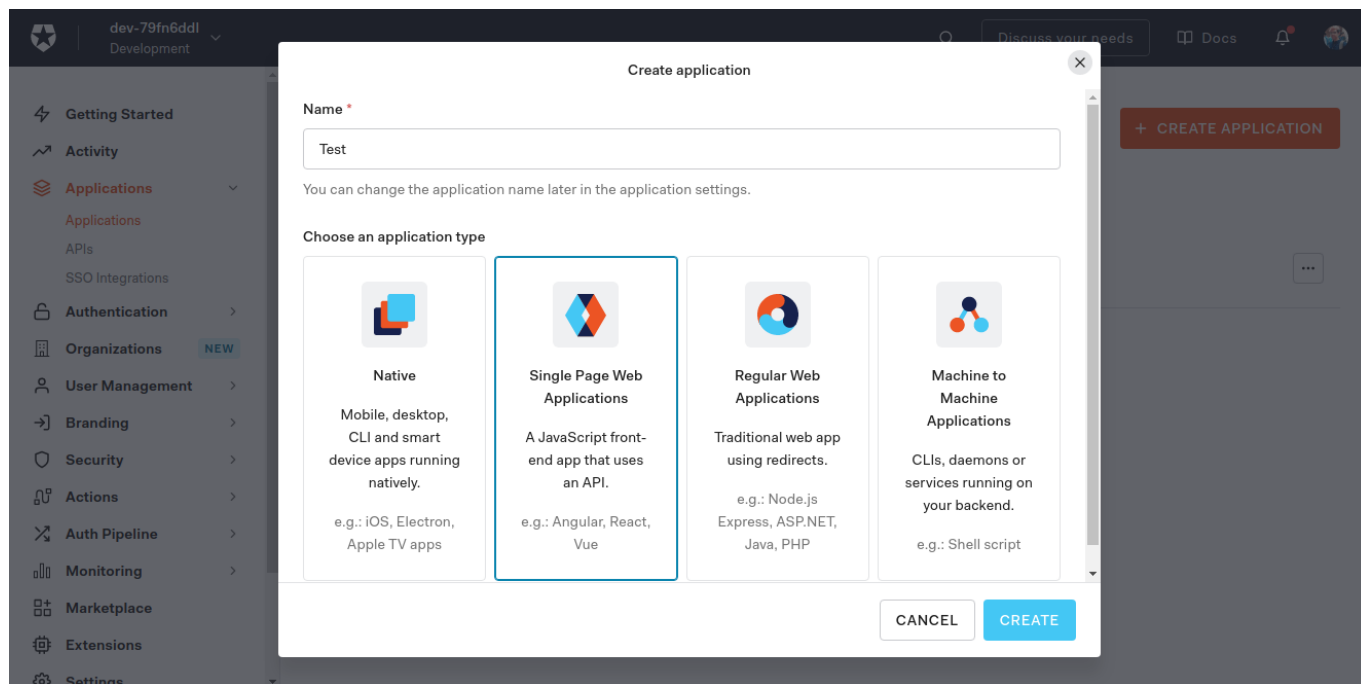 dev-79fn6ddl
Development
Discuss your needs
Docs
Getting Started
Activity
Applications
Applications
APIs
SSO Integrations
Authentication
Organizations NEW
User Management
Branding
Security
Actions
Auth Pipeline
Monitoring
Marketplace
Extensions
Settings
+ CREATE APPLICATION
Create application
Name *
Test
You can change the application name later in the application settings.
Choose an application type
Native
Mobile, desktop,
CLI and smart
device apps running
natively.
e.g.: iOS, Electron,
Apple TV apps
Single Page Web
Applications
A JavaScript front-
end app that uses
an API.
e.g.: Angular, React,
Vue
Regular Web
Applications
Traditional web app
using redirects.
e.g.: Node.js
Express, ASP.NET,
Java, PHP
Machine to
Machine
Applications
CLIs, daemons or
services running on
your backend.
e.g.: Shell script
CANCEL
CREATE